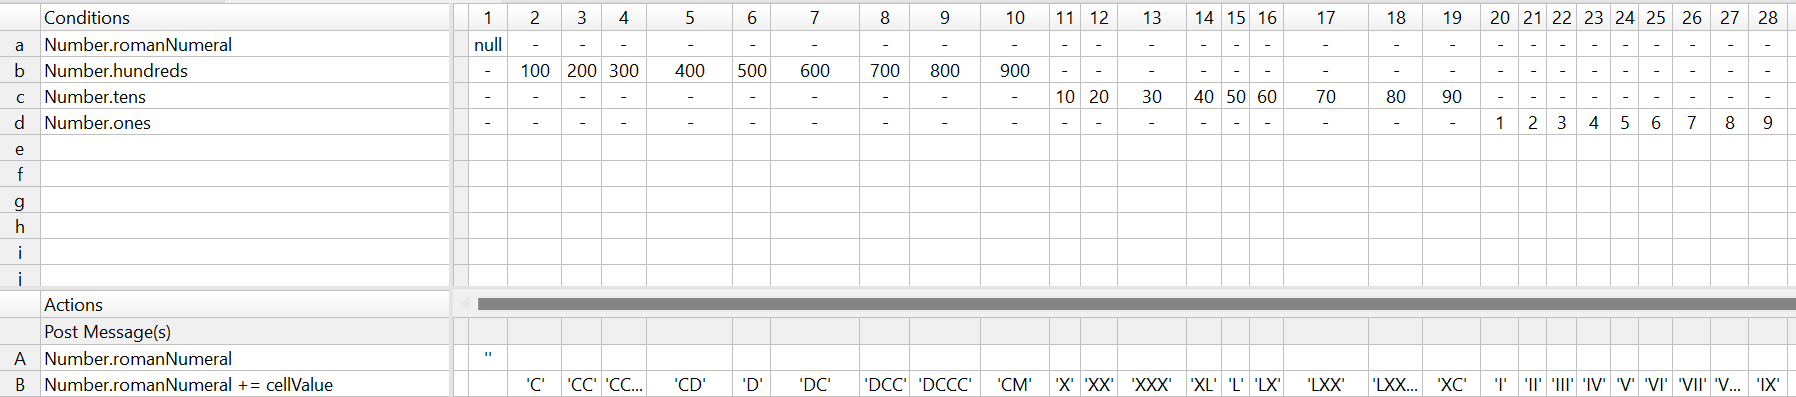 Conditions 1 2 3 4 5 6 7 8 9 10 11 12 13 14 15 16 17 18 19 20 21 22 23 24 25 26 27 28
a Number.romanNumeral null - - - - - - - - - - - - - - - - - - - - - - - - - - -
b Number.hundreds - 100 200 300 400 500 600 700 800 900 - - - - - - - - - - - - - - - - - -
c Number.tens - - - - - - - - - - 10 20 30 40 50 60 70 80 90 - - - - - - - - -
d Number.ones - - - - - - - - - - - - - - - - - - - 1 2 3 4 5 6 7 8 9
e
f
g
h
i
j
Actions
Post Message(s)
A Number.romanNumeral ''
B Number.romanNumeral += cellValue 'C' 'CC' 'CC... 'CD' 'D' 'DC' 'DCC' 'DCCC' 'CM' 'X' 'XX' 'XXX' 'XL' 'L' 'LX' 'LXX' 'LXX... 'XC' 'I' 'II' 'III' 'IV' 'V' 'VI' 'VII' 'V... 'IX'